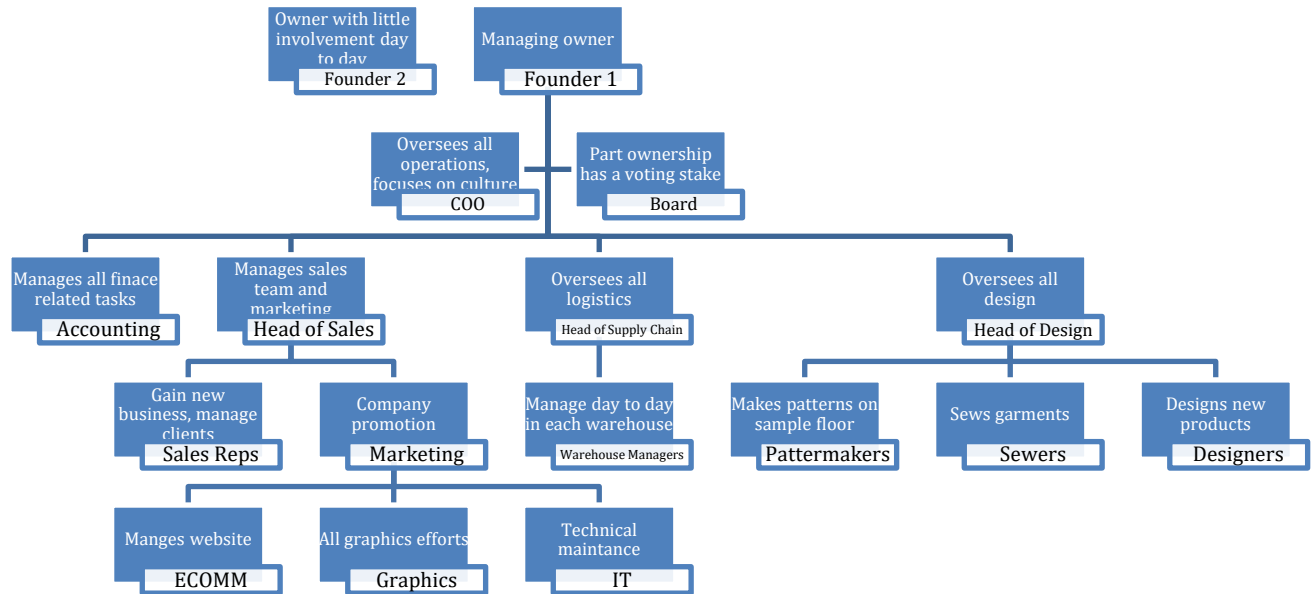 Owner with little
involvement day
to day
Founder 2
Managing owner
Founder 1
Oversees all
operations,
focuses on culture
COO
Part ownership
has a voting stake
Board
Manages all finace
related tasks
Accounting
Manages sales
team and
marketing
Head of Sales
Oversees all
logistics
Head of Supply Chain
Oversees all
design
Head of Design
Gain new
business, manage
clients
Sales Reps
Company
promotion
Marketing
Manage day to day
in each warehouse
Warehouse Managers
Makes patterns on
sample floor
Pattermakers
Sews garments
Sewers
Designs new
products
Designers
Manges website
ECOMM
All graphics efforts
Graphics
Technical
maintance
IT